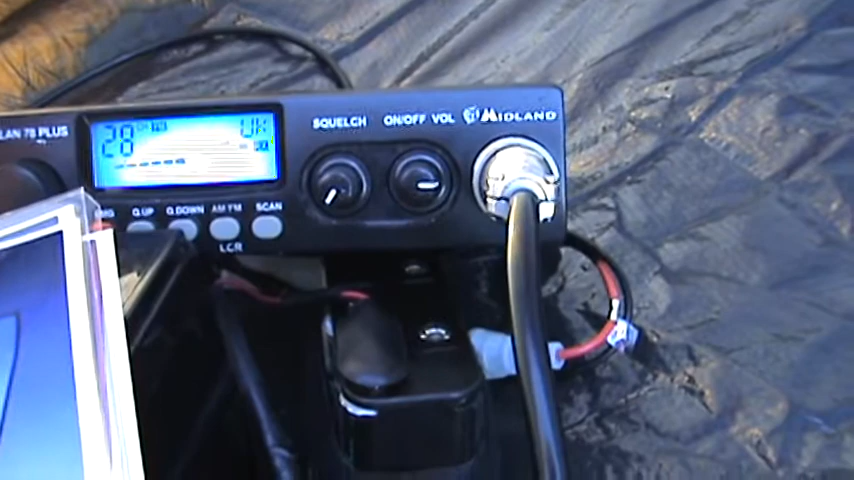 LAN 78 PLUS
28
UK
SQUELCH ON/OFF VOL MIDLAND
Q.UP Q.DOWN AM FM SCAN
LCR